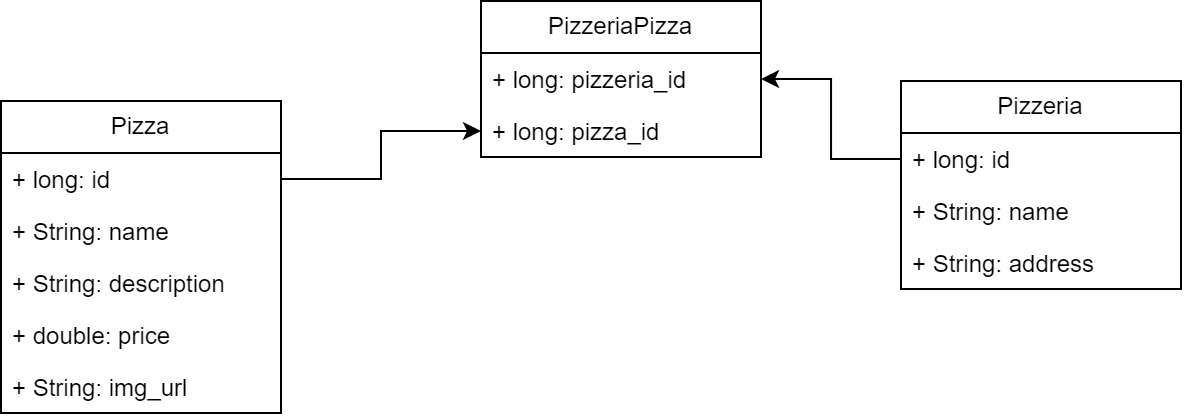 PizzeriaPizza
+ long: pizzeria_id
+ long: pizza_id
Pizza
+ long: id
+ String: name
+ String: description
+ double: price
+ String: img_url
Pizzeria
+ long: id
+ String: name
+ String: address